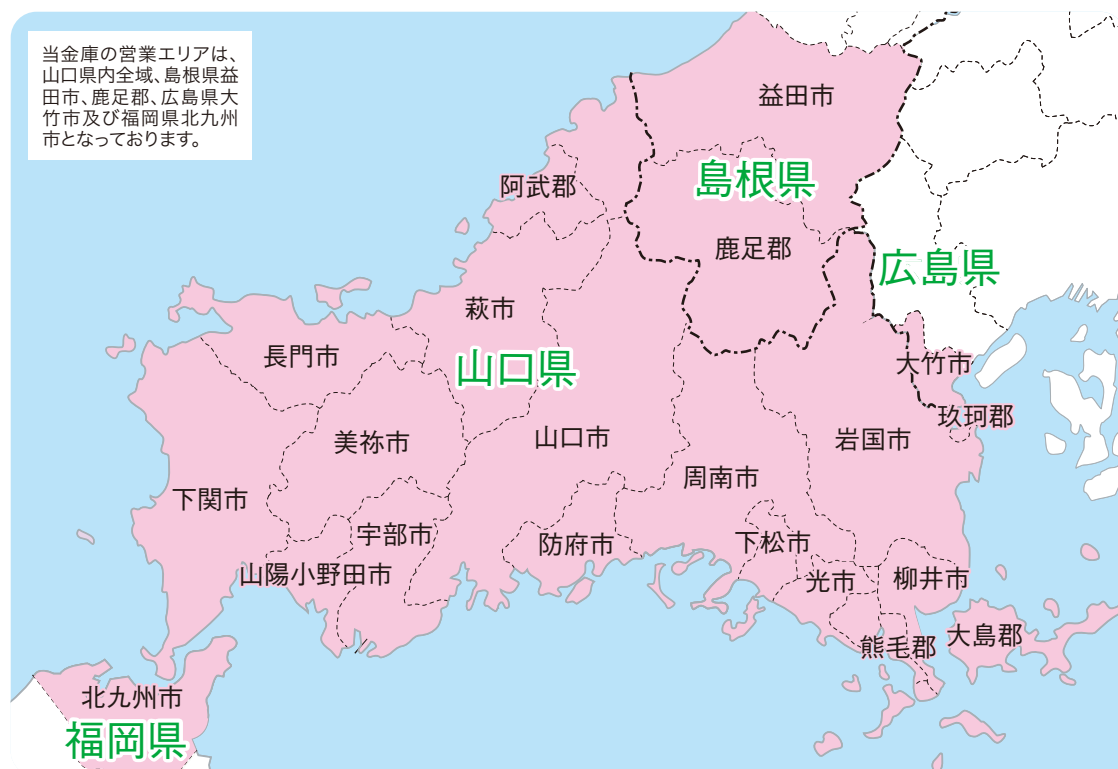 当金庫の営業エリアは、
山口県内全域、島根県益
田市、鹿足郡、広島県大
竹市及び福岡県北九州
市となっております。
益田市
島根県
阿武郡
鹿足郡
広島県
萩市
長門市
山口県
大竹市
玖珂郡
美祢市
山口市
岩国市
周南市
下関市
宇部市
防府市
下松市
山陽小野田市
光市
柳井市
熊毛郡
大島郡
北九州市
福岡県